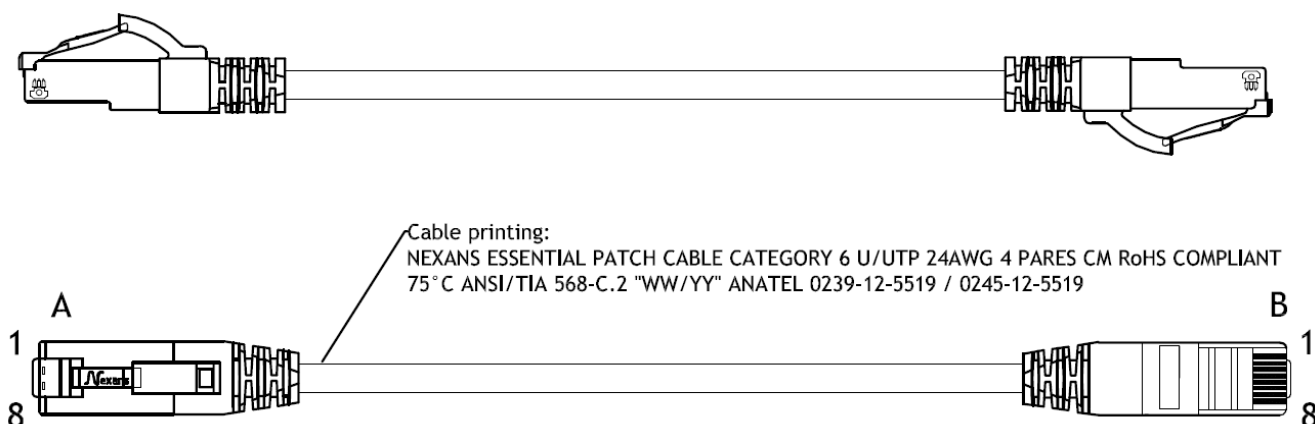 Cable printing:
NEXANS ESSENTIAL PATCH CABLE CATEGORY 6 U/UTP 24AWG 4 PARES CM RoHS COMPLIANT
75°C ANSI/TIA 568-C.2 "WW/YY" ANATEL 0239-12-5519 / 0245-12-5519
A
B
1
1
Nexans
8
8